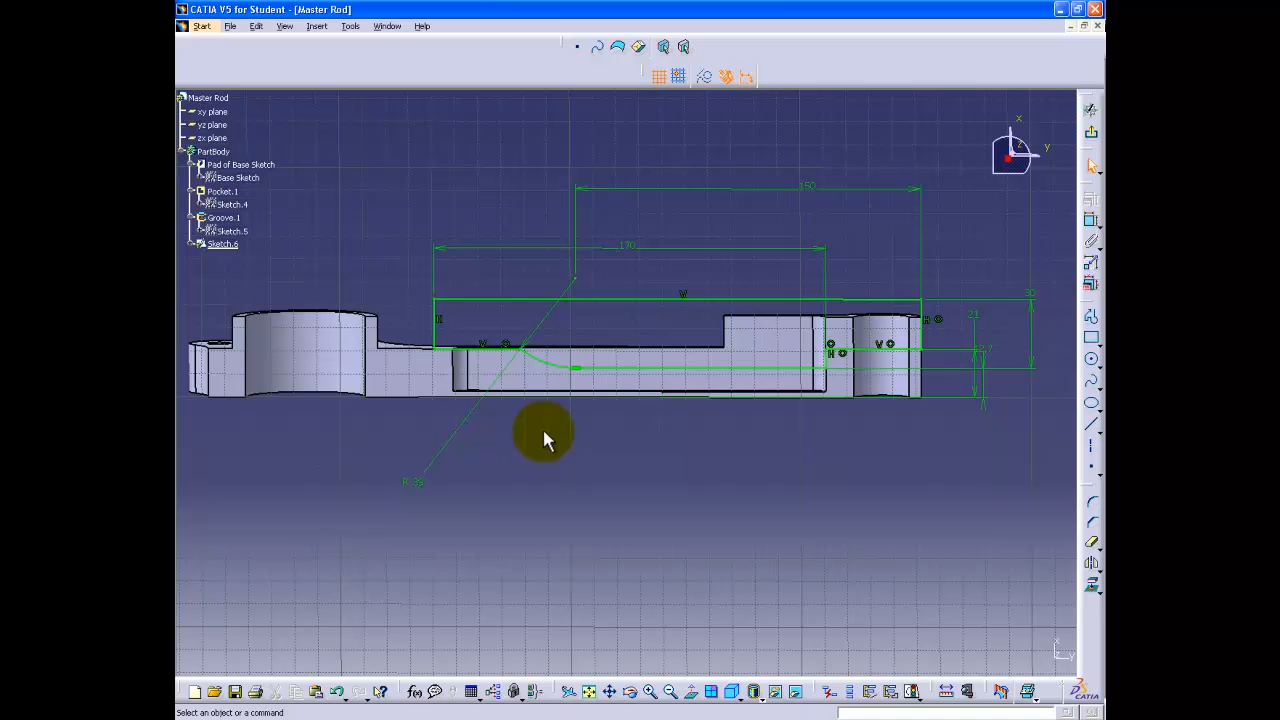 CATIA V5 for Student - [Master Rod]
Start File Edit View Insert Tools Window Help
Master Rod
xy plane
yz plane
zx plane
PartBody
Pad of Base Sketch
Base Sketch
Pocket.1
Sketch.4
Groove.1
Sketch.5
Sketch.6
x
y
z
150
170
V
30
H
21
H
V
H
V
R 39
x
y
f(x)
CATIA
Select an object or a command